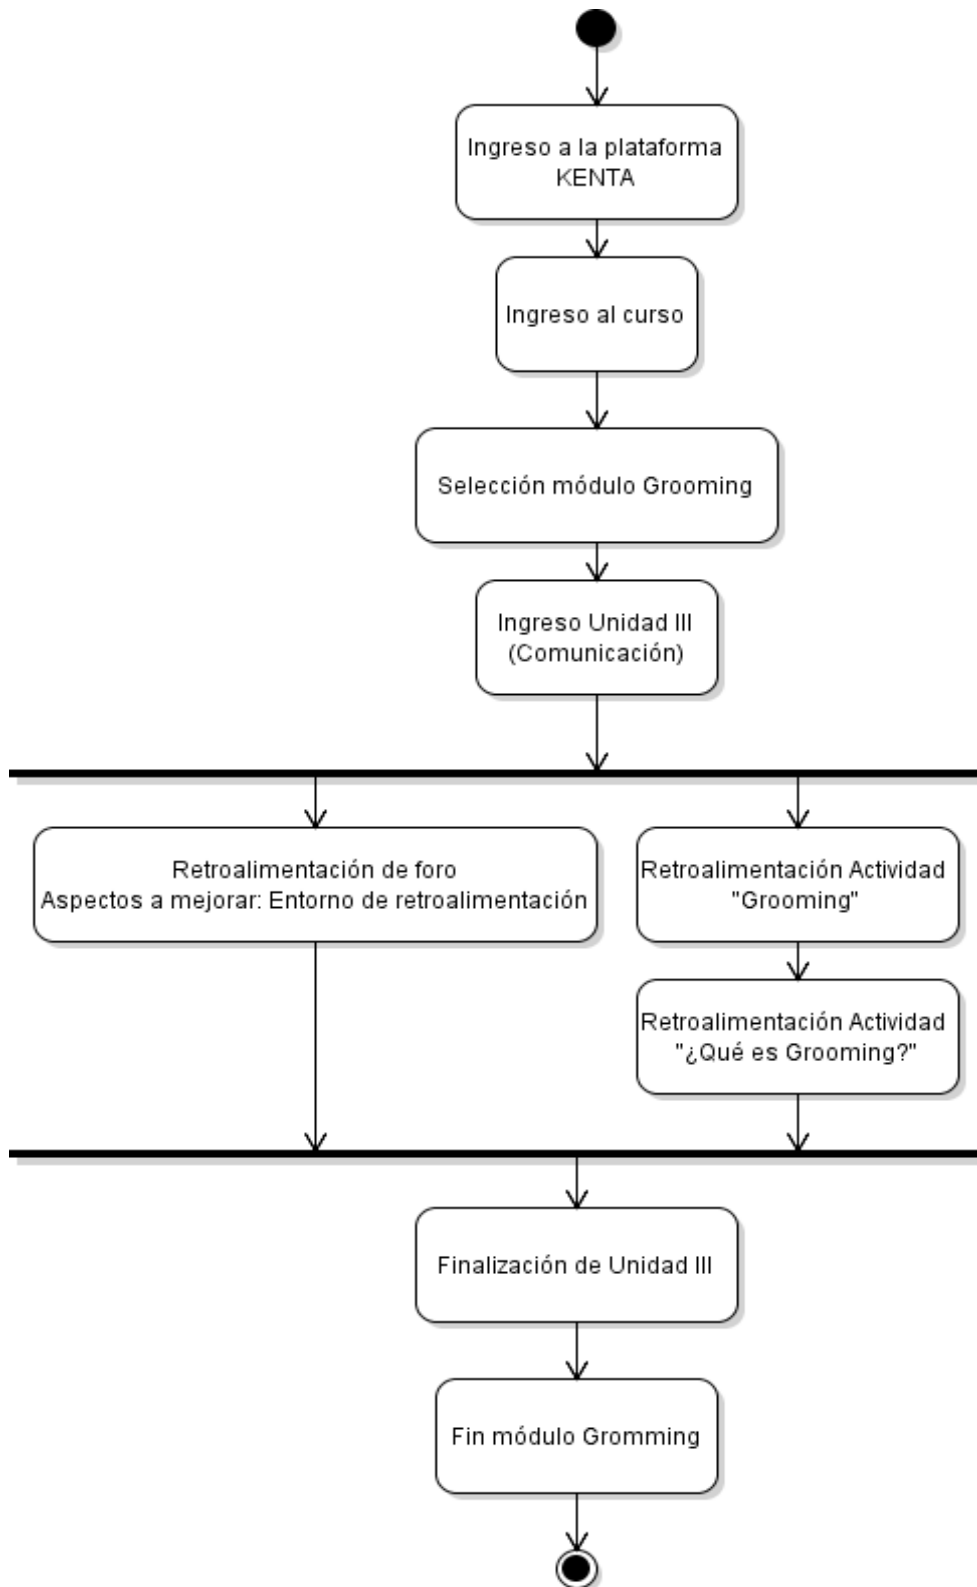 Ingreso a la plataforma
KENTA
Ingreso al curso
Selección módulo Grooming
Ingreso Unidad III
(Comunicación)
Retroalimentación de foro
Aspectos a mejorar: Entorno de retroalimentación
Retroalimentación Actividad
"Grooming"
Retroalimentación Actividad
"¿Qué es Grooming?"
Finalización de Unidad III
Fin módulo Gromming